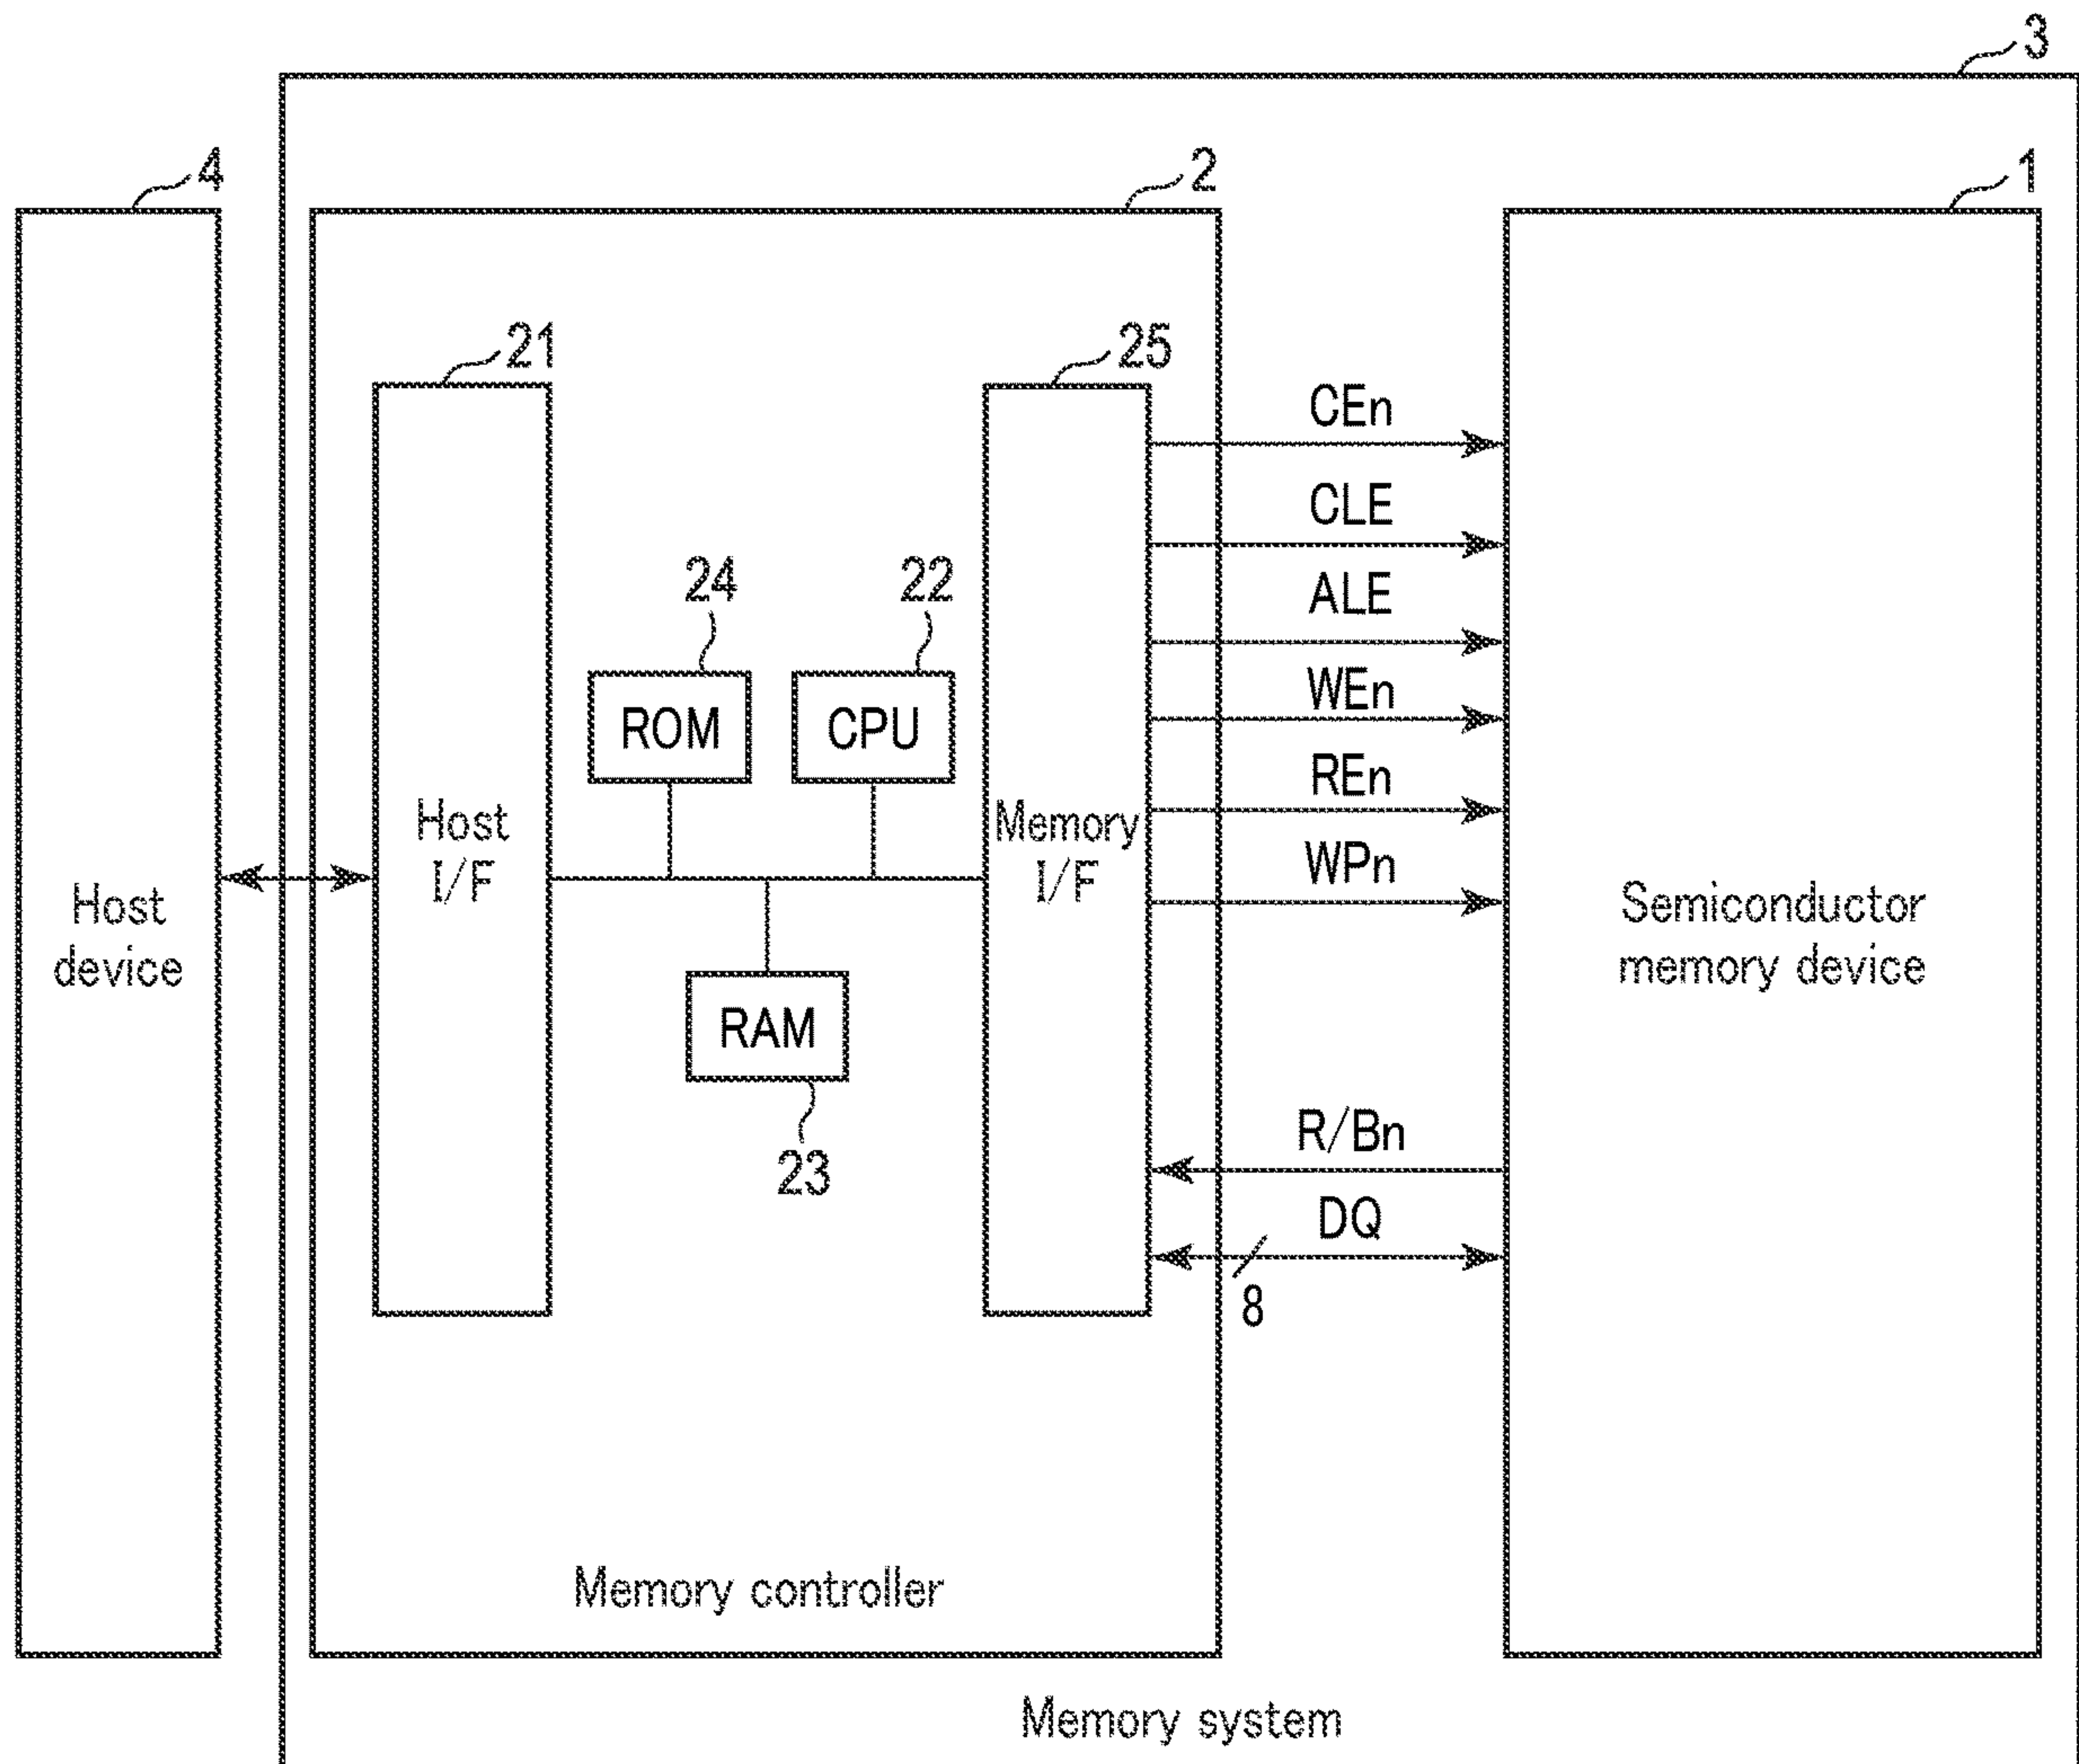 3
4
2
1
21
25
CEn
CLE
24
22
ALE
WEn
ROM
CPU
REn
Host
I/F
Memory
I/F
WPn
Host
device
Semiconductor
memory device
RAM
23
R/Bn
DQ
8
Memory controller
Memory system